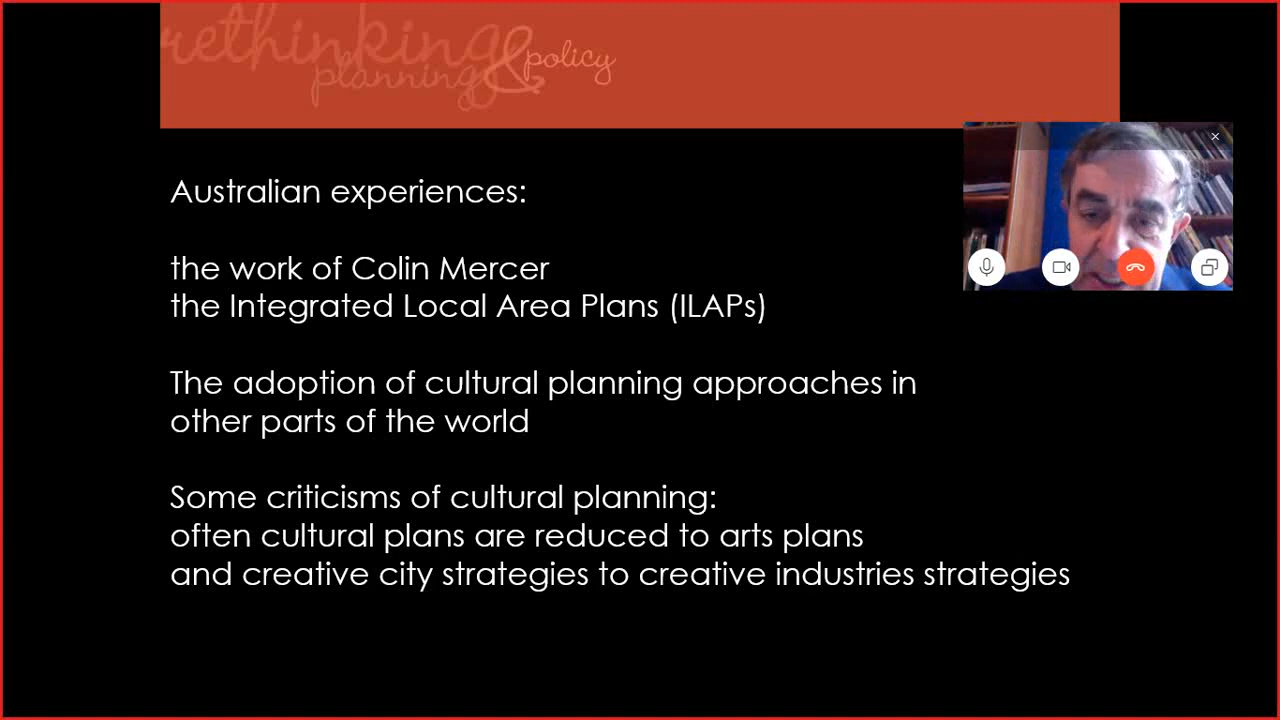 rethinking
planning & policy
Australian experiences:
the work of Colin Mercer
the Integrated Local Area Plans (ILAPs)
The adoption of cultural planning approaches in
other parts of the world
Some criticisms of cultural planning:
often cultural plans are reduced to arts plans
and creative city strategies to creative industries strategies